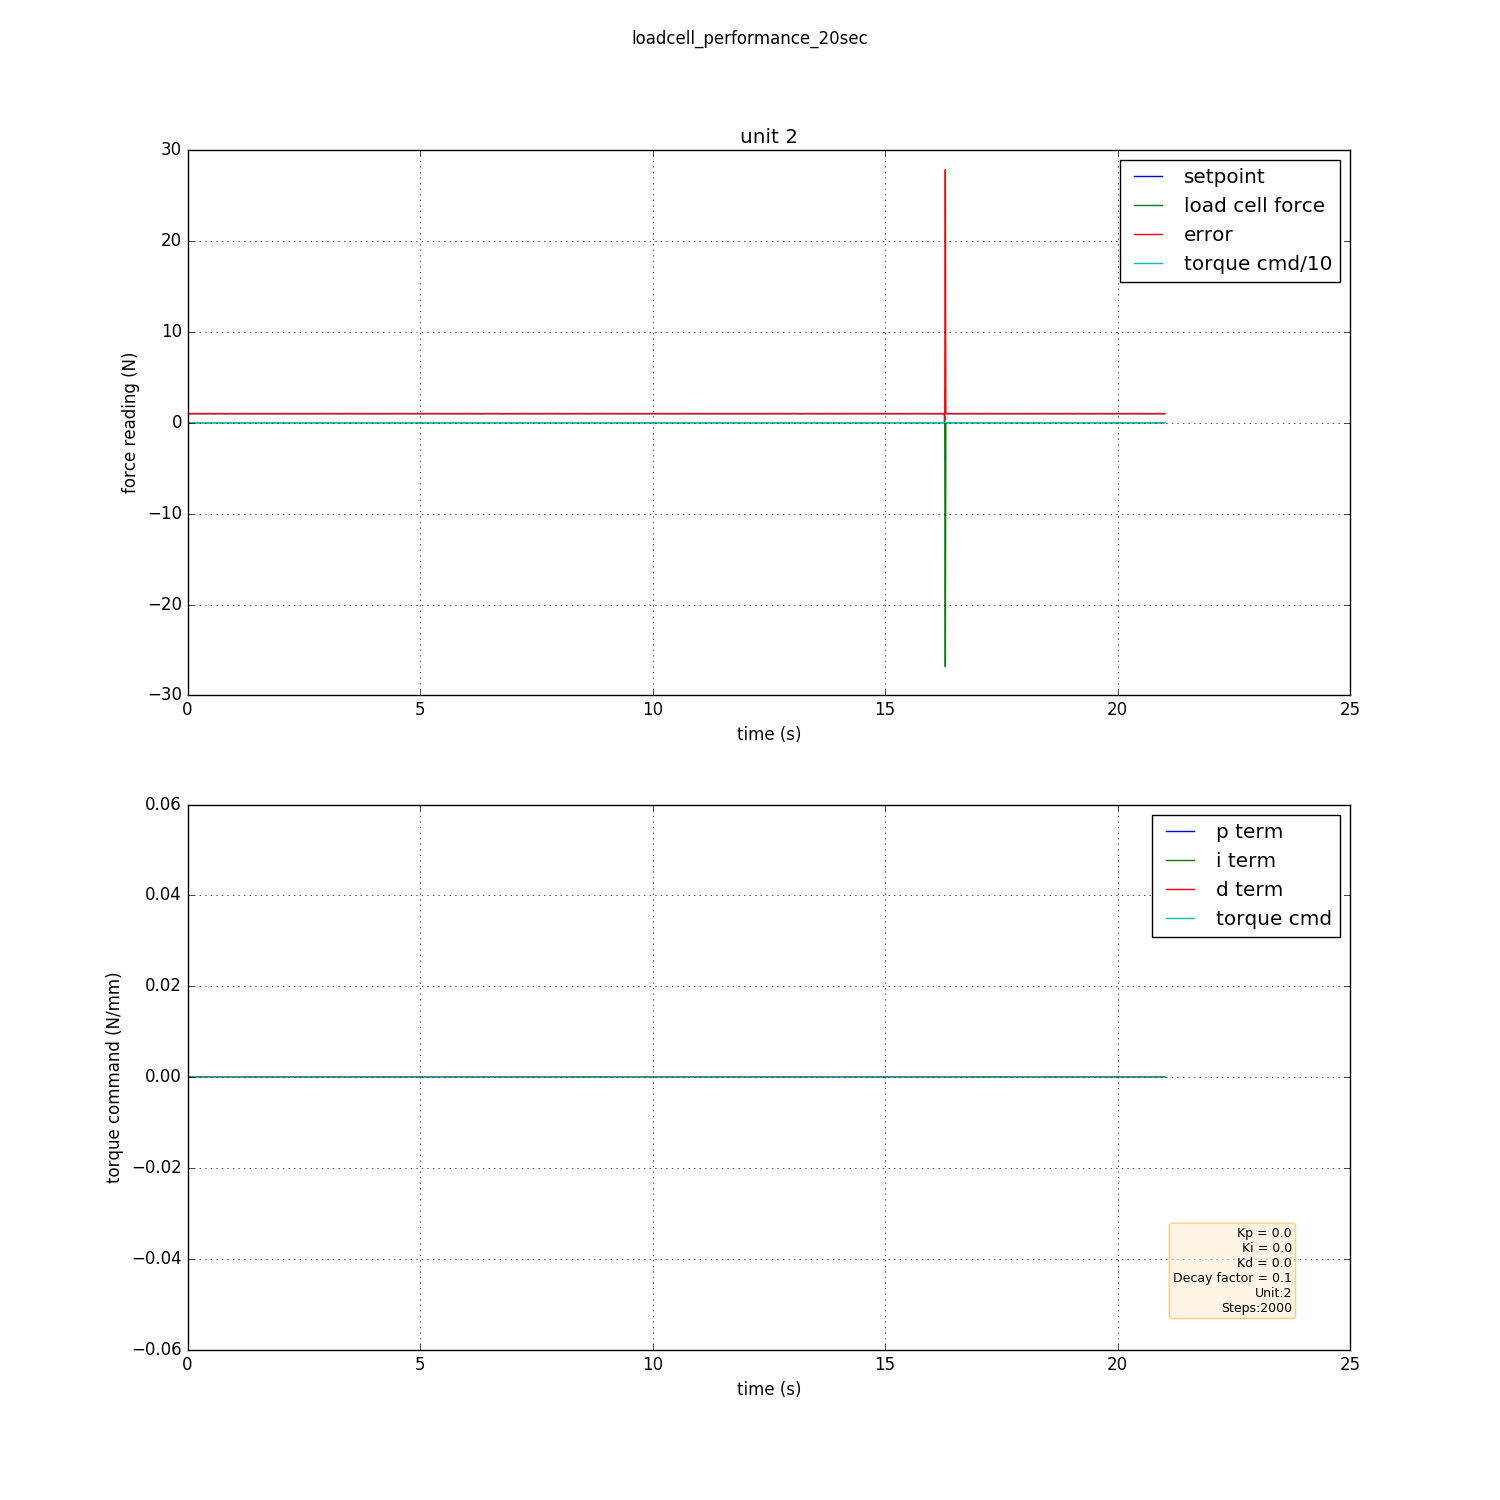 loadcell_performance_20sec
unit 2
30
20
10
0
−10
−20
−30
force reading (N)
setpoint
load cell force
error
torque cmd/10
0 5 10 15 20 25
time (s)
0.06
0.04
0.02
0.00
−0.02
−0.04
−0.06
torque command (N/mm)
p term
i term
d term
torque cmd
Kp = 0.0
Ki = 0.0
Kd = 0.0
Decay factor = 0.1
Unit:2
Steps:2000
0 5 10 15 20 25
time (s)